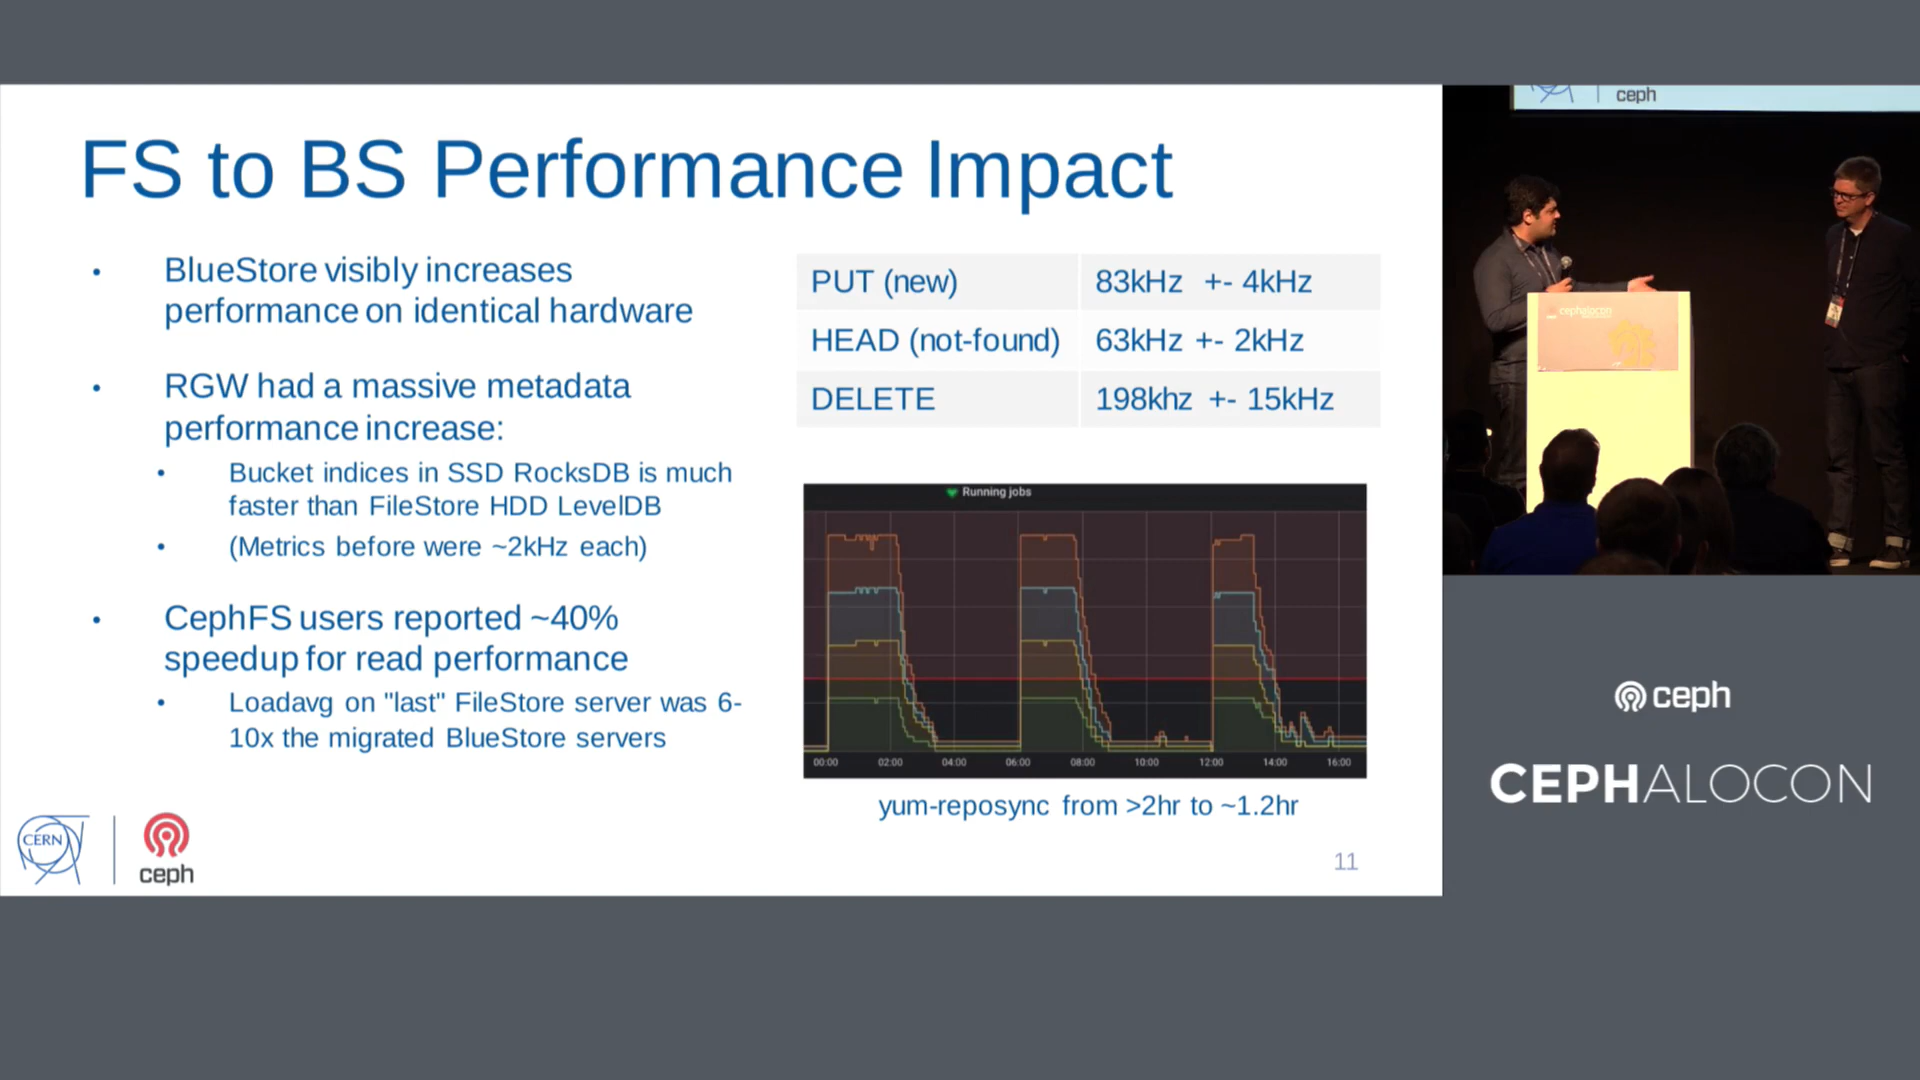 FS to BS Performance Impact
• BlueStore visibly increases
performance on identical hardware
• RGW had a massive metadata
performance increase:
• Bucket indices in SSD RocksDB is much
faster than FileStore HDD LevelDB
• (Metrics before were ~2kHz each)
• CephFS users reported ~40%
speedup for read performance
• Loadavg on "last" FileStore server was 6-
10x the migrated BlueStore servers
PUT (new) 83kHz +- 4kHz
HEAD (not-found) 63kHz +- 2kHz
DELETE 198khz +- 15kHz
Running jobs
00:00 02:00 04:00 06:00 08:00 10:00 12:00 14:00 16:00
yum-reposync from >2hr to ~1.2hr
CERN
ceph
11
ceph
cephalocon
ceph
CEPHALOCON